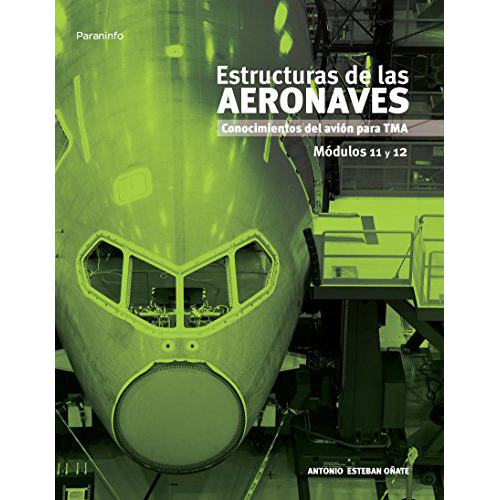 Paraninfo
Estructuras de las
AERONAVES
Conocimientos del avión para TMA
Módulos 11 y 12
ANTONIO ESTEBAN OÑATE